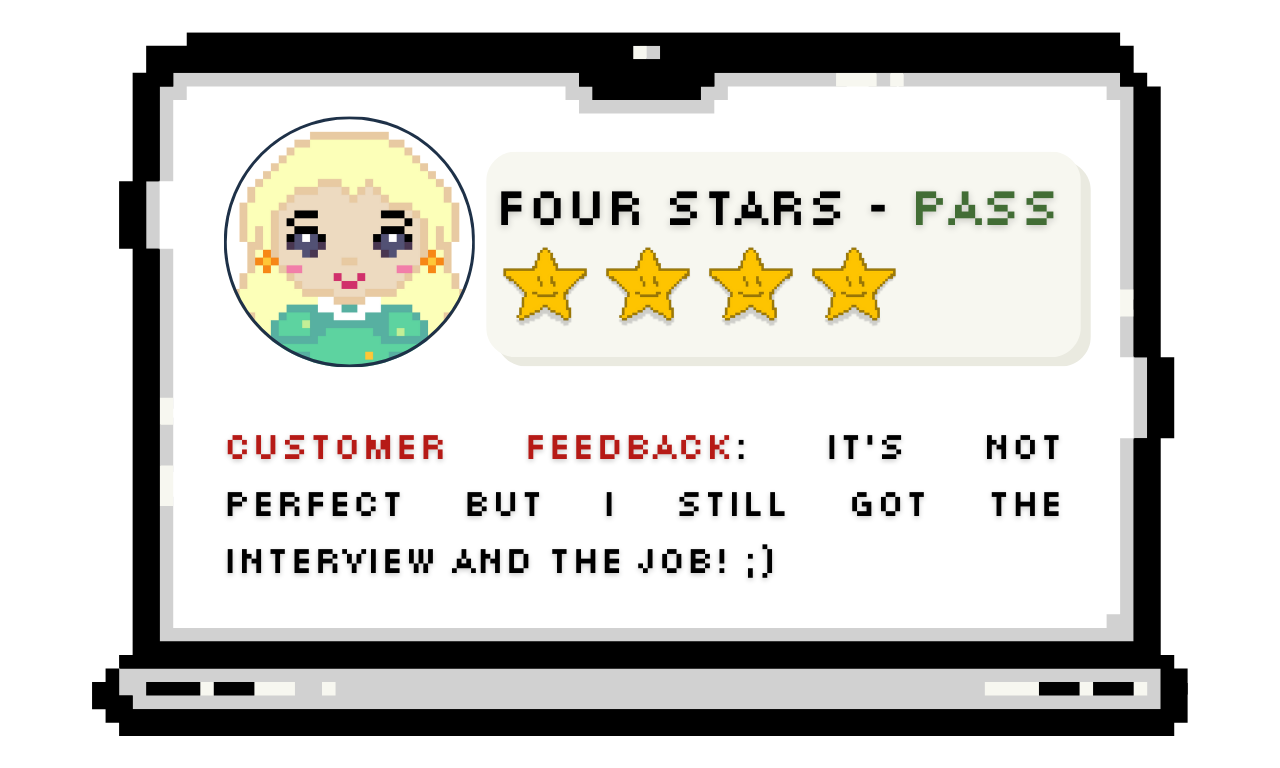 FOUR STARS - PASS
CUSTOMER FEEDBACK: IT'S NOT
PERFECT BUT I STILL GOT THE
INTERVIEW AND THE JOB! ;)